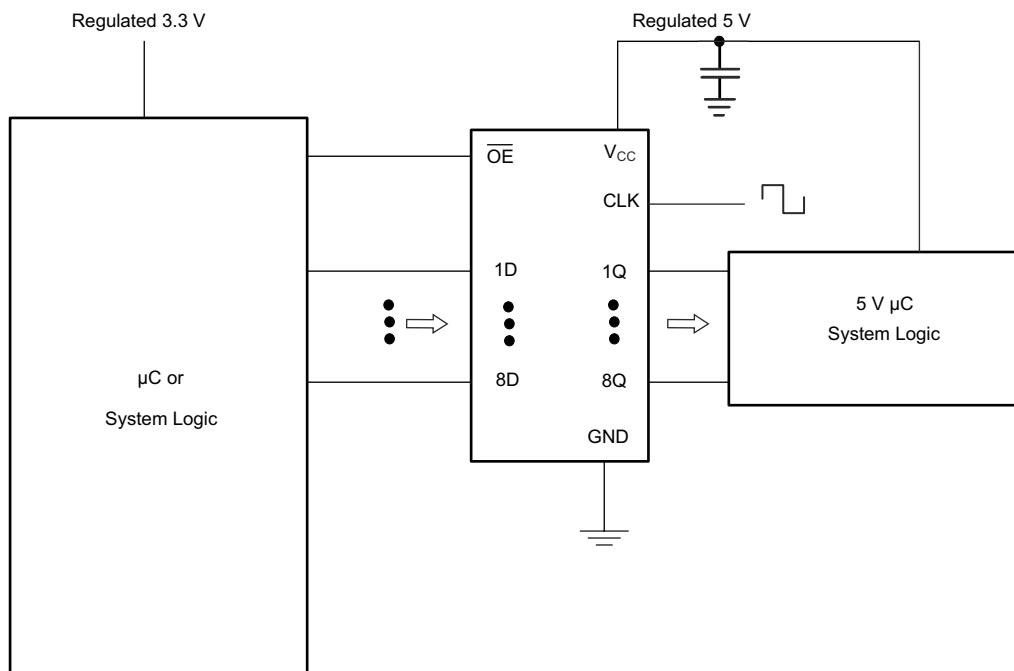 Regulated 3.3 V
Regulated 5 V
OE
V_CC
CLK
1D
1Q
5 V µC
System Logic
µC or
System Logic
8D
8Q
GND